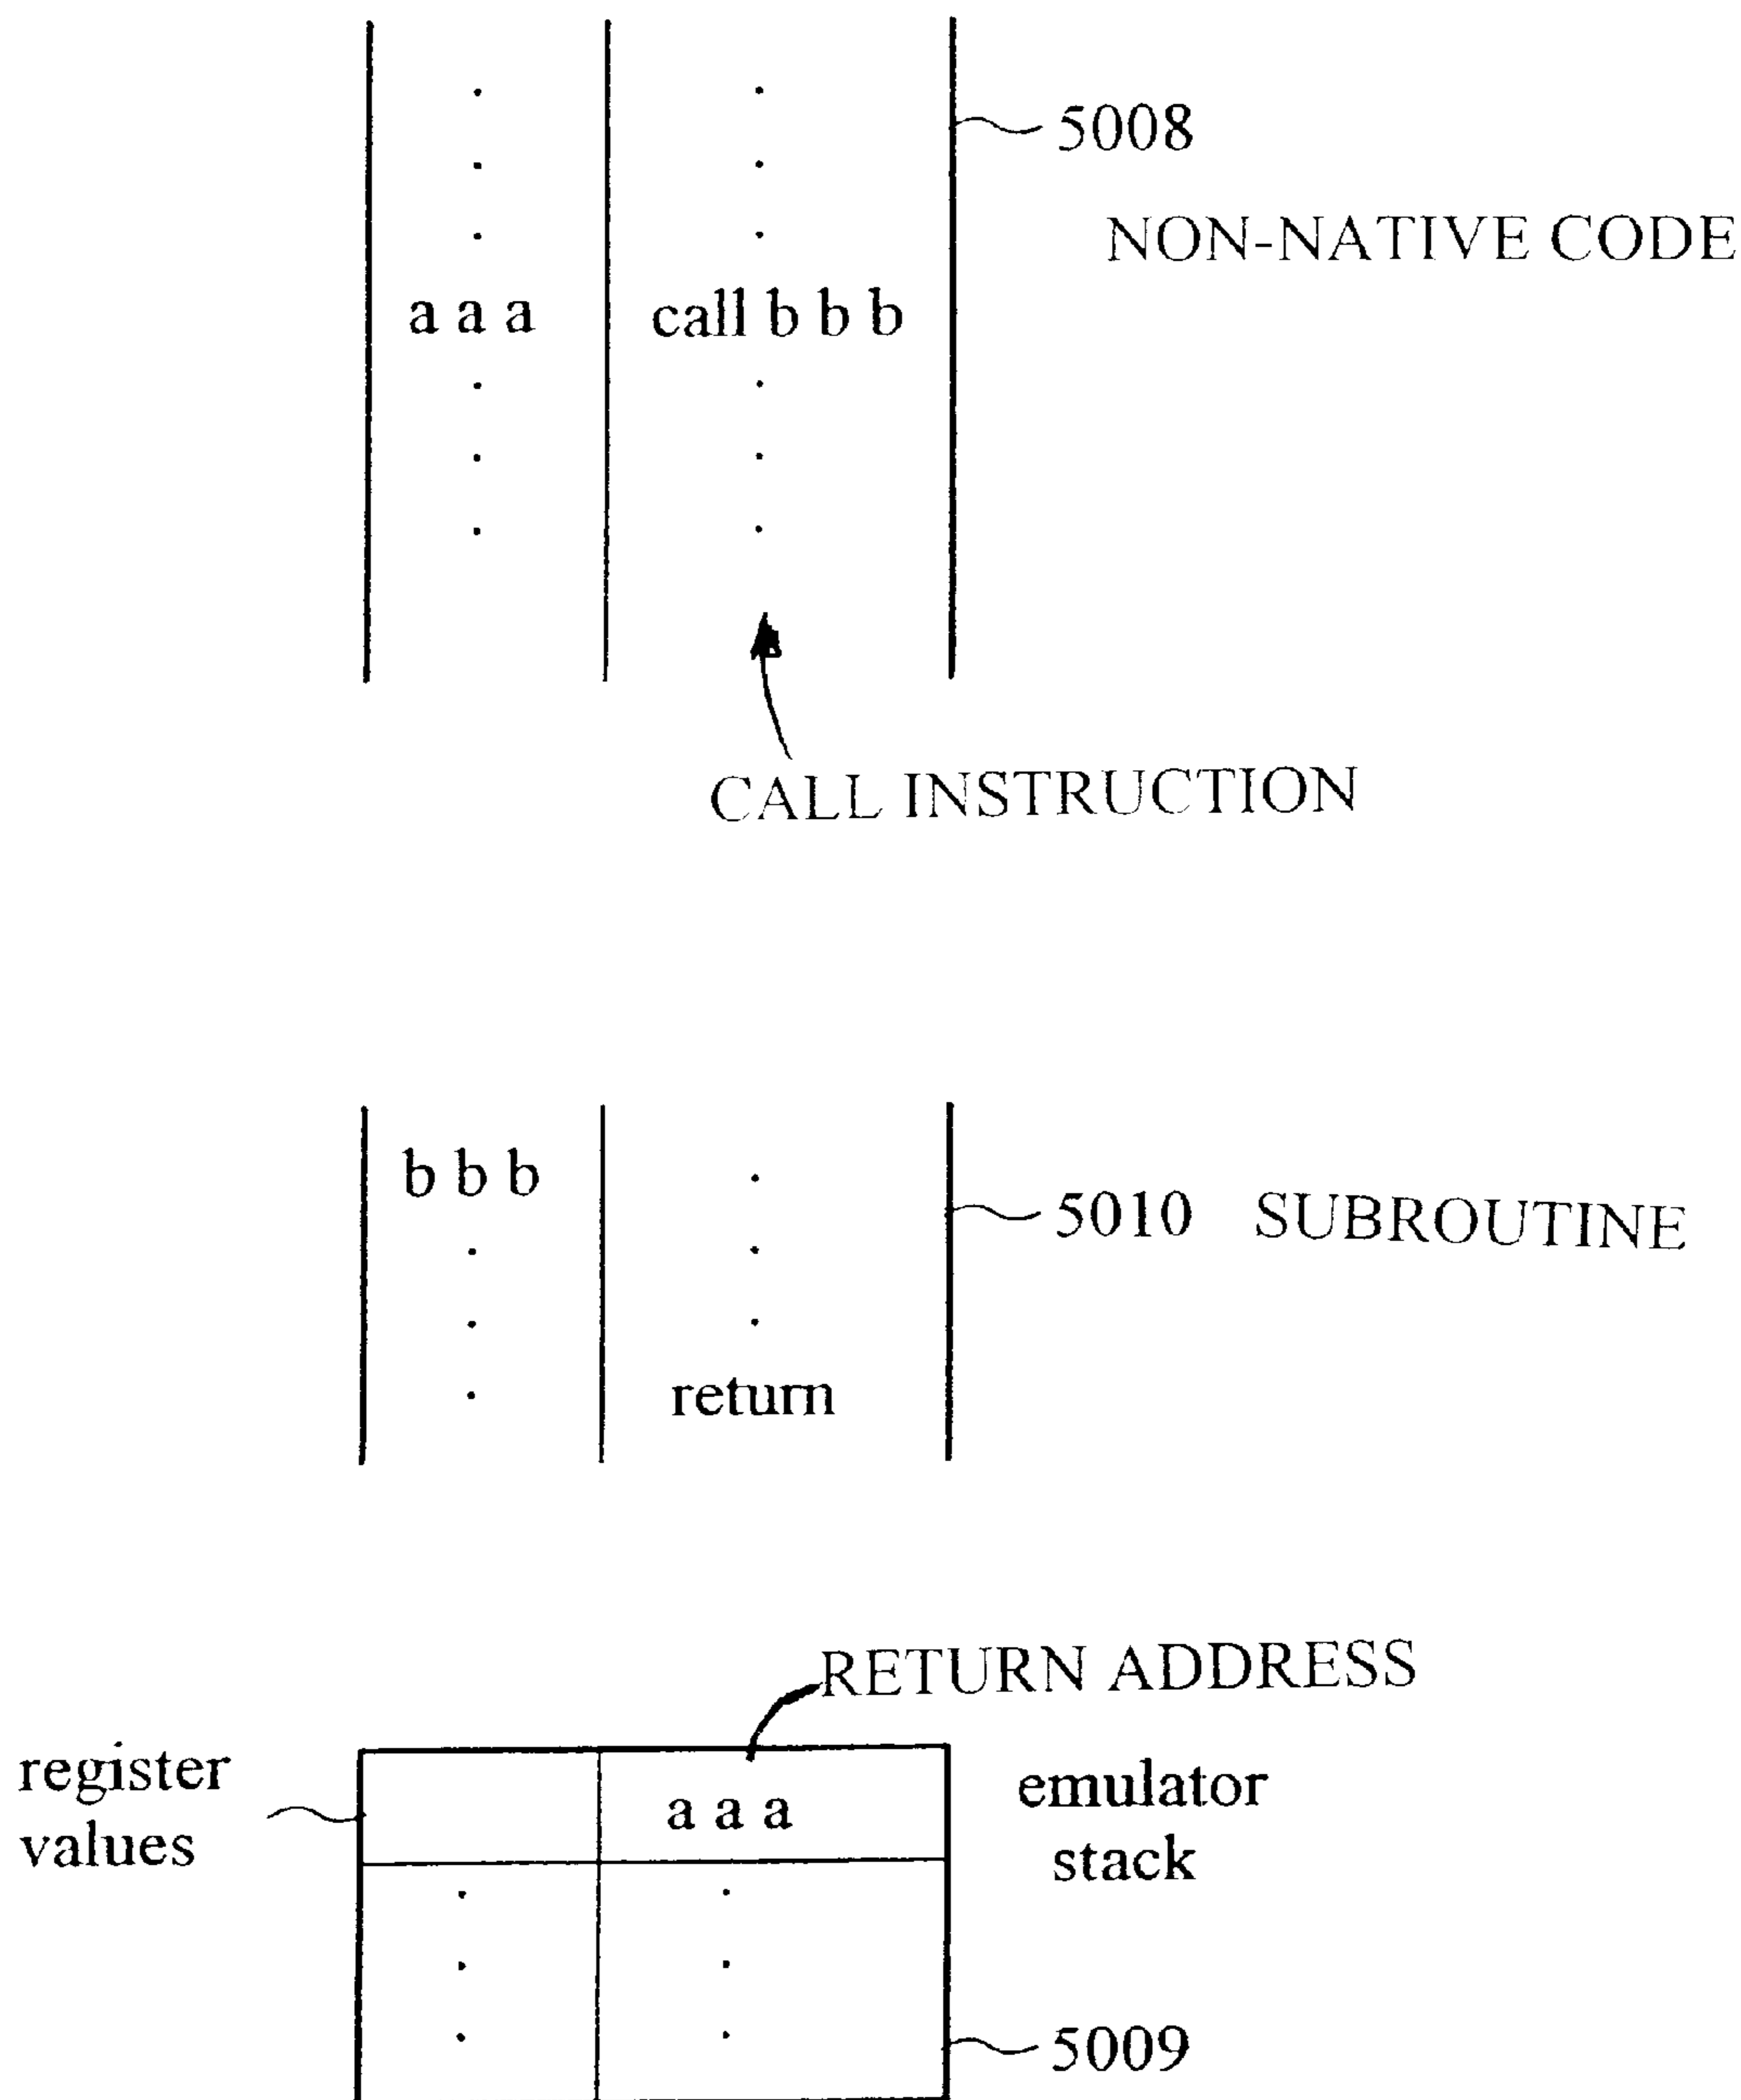 5008
NON-NATIVE CODE
a a a call b b b
CALL INSTRUCTION
b b b
5010 SUBROUTINE
return
RETURN ADDRESS
register
values
a a a
emulator
stack
5009